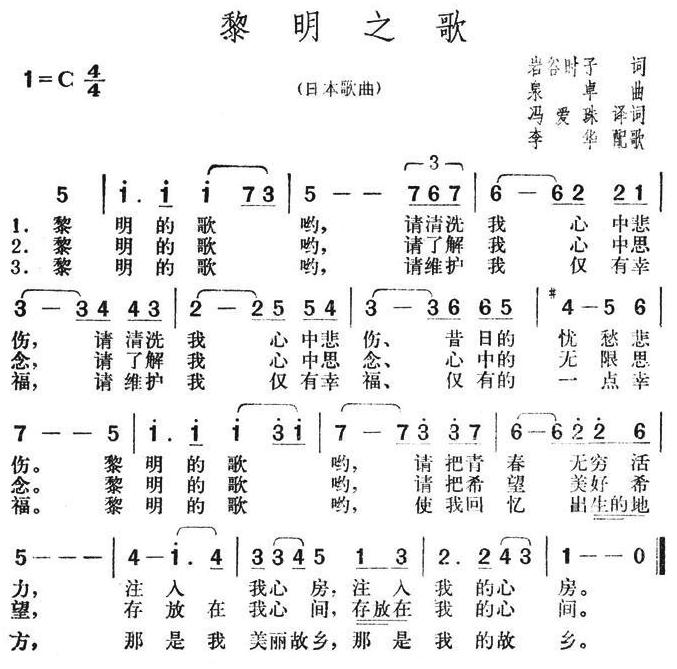 黎明之歌
1=C 4/4
(日本歌曲)
岩谷时子 词
泉卓 曲
冯爱珠 译词
李华 配歌
5 | i. i i 73 | 5 - - 767 | 6 - 62 21 |
1. 黎 明 的 歌 哟, 请清洗 我 心 中悲
2. 黎 明 的 歌 哟, 请了解 我 心 中思
3. 黎 明 的 歌 哟, 请维护 我 仅 有幸
3 - 34 43 | 2 - 25 54 | 3 - 36 65 | #4 - 5 6 |
伤, 请 清洗 我 心 中悲 伤、 昔 日的 忧 愁 悲
念, 请 了解 我 心 中思 念、 心 中的 无 限 思
福, 请 维护 我 仅 有幸 福、 仅 有的 一 点 幸
7 - - 5 | i. i i 3i | 7 - 73 37 | 6 - 62 2 6 |
伤。 黎 明 的 歌 哟, 请 把青 春 无穷 活
念。 黎 明 的 歌 哟, 请 把希 望 美好 希
福。 黎 明 的 歌 哟, 使 我回 忆 出生的地
5 - - - | 4 - i. 4 | 334 5 1 3 | 2. 243 | 1 - - 0 ‖
力, 注 入 我心 房, 注 入 我 的心 房。
望, 存 放 在 我心 间, 存放在 我 的心 间。
方, 那 是 我 美丽故乡, 那 是 我 的故 乡。